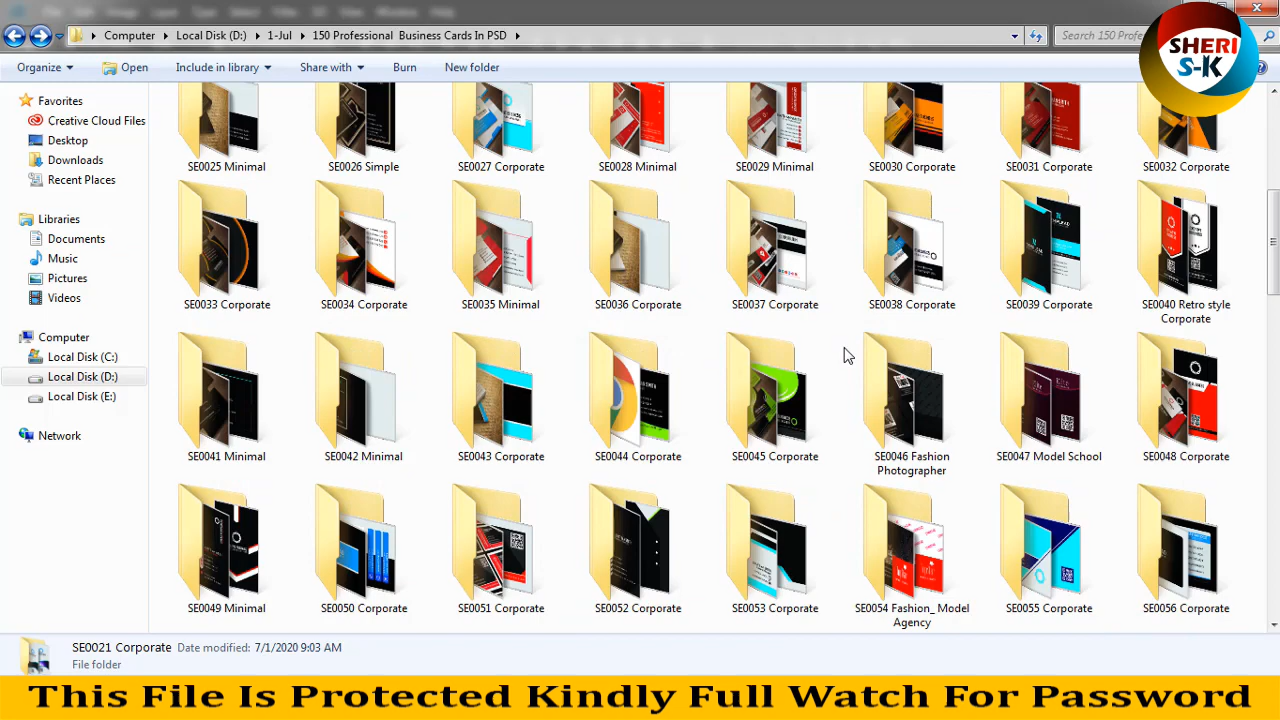 Computer ▸ Local Disk (D:) ▸ 1-Jul ▸ 150 Professional Business Cards In PSD ▸
Search 150 Profe
SHERI
S-K
Organize
Open
Include in library
Share with
Burn
New folder
Favorites
Creative Cloud Files
Desktop
Downloads
Recent Places
Libraries
Documents
Music
Pictures
Videos
Computer
Local Disk (C:)
Local Disk (D:)
Local Disk (E:)
Network
SE0025 Minimal
SE0026 Simple
SE0027 Corporate
SE0028 Minimal
SE0029 Minimal
SE0030 Corporate
SE0031 Corporate
SE0032 Corporate
SE0033 Corporate
SE0034 Corporate
SE0035 Minimal
SE0036 Corporate
SE0037 Corporate
SE0038 Corporate
SE0039 Corporate
SE0040 Retro style
Corporate
SE0041 Minimal
SE0042 Minimal
SE0043 Corporate
SE0044 Corporate
SE0045 Corporate
SE0046 Fashion
Photographer
SE0047 Model School
SE0048 Corporate
SE0049 Minimal
SE0050 Corporate
SE0051 Corporate
SE0052 Corporate
SE0053 Corporate
SE0054 Fashion_ Model
Agency
SE0055 Corporate
SE0056 Corporate
SE0021 Corporate Date modified: 7/1/2020 9:03 AM
File folder
This File Is Protected Kindly Full Watch For Password